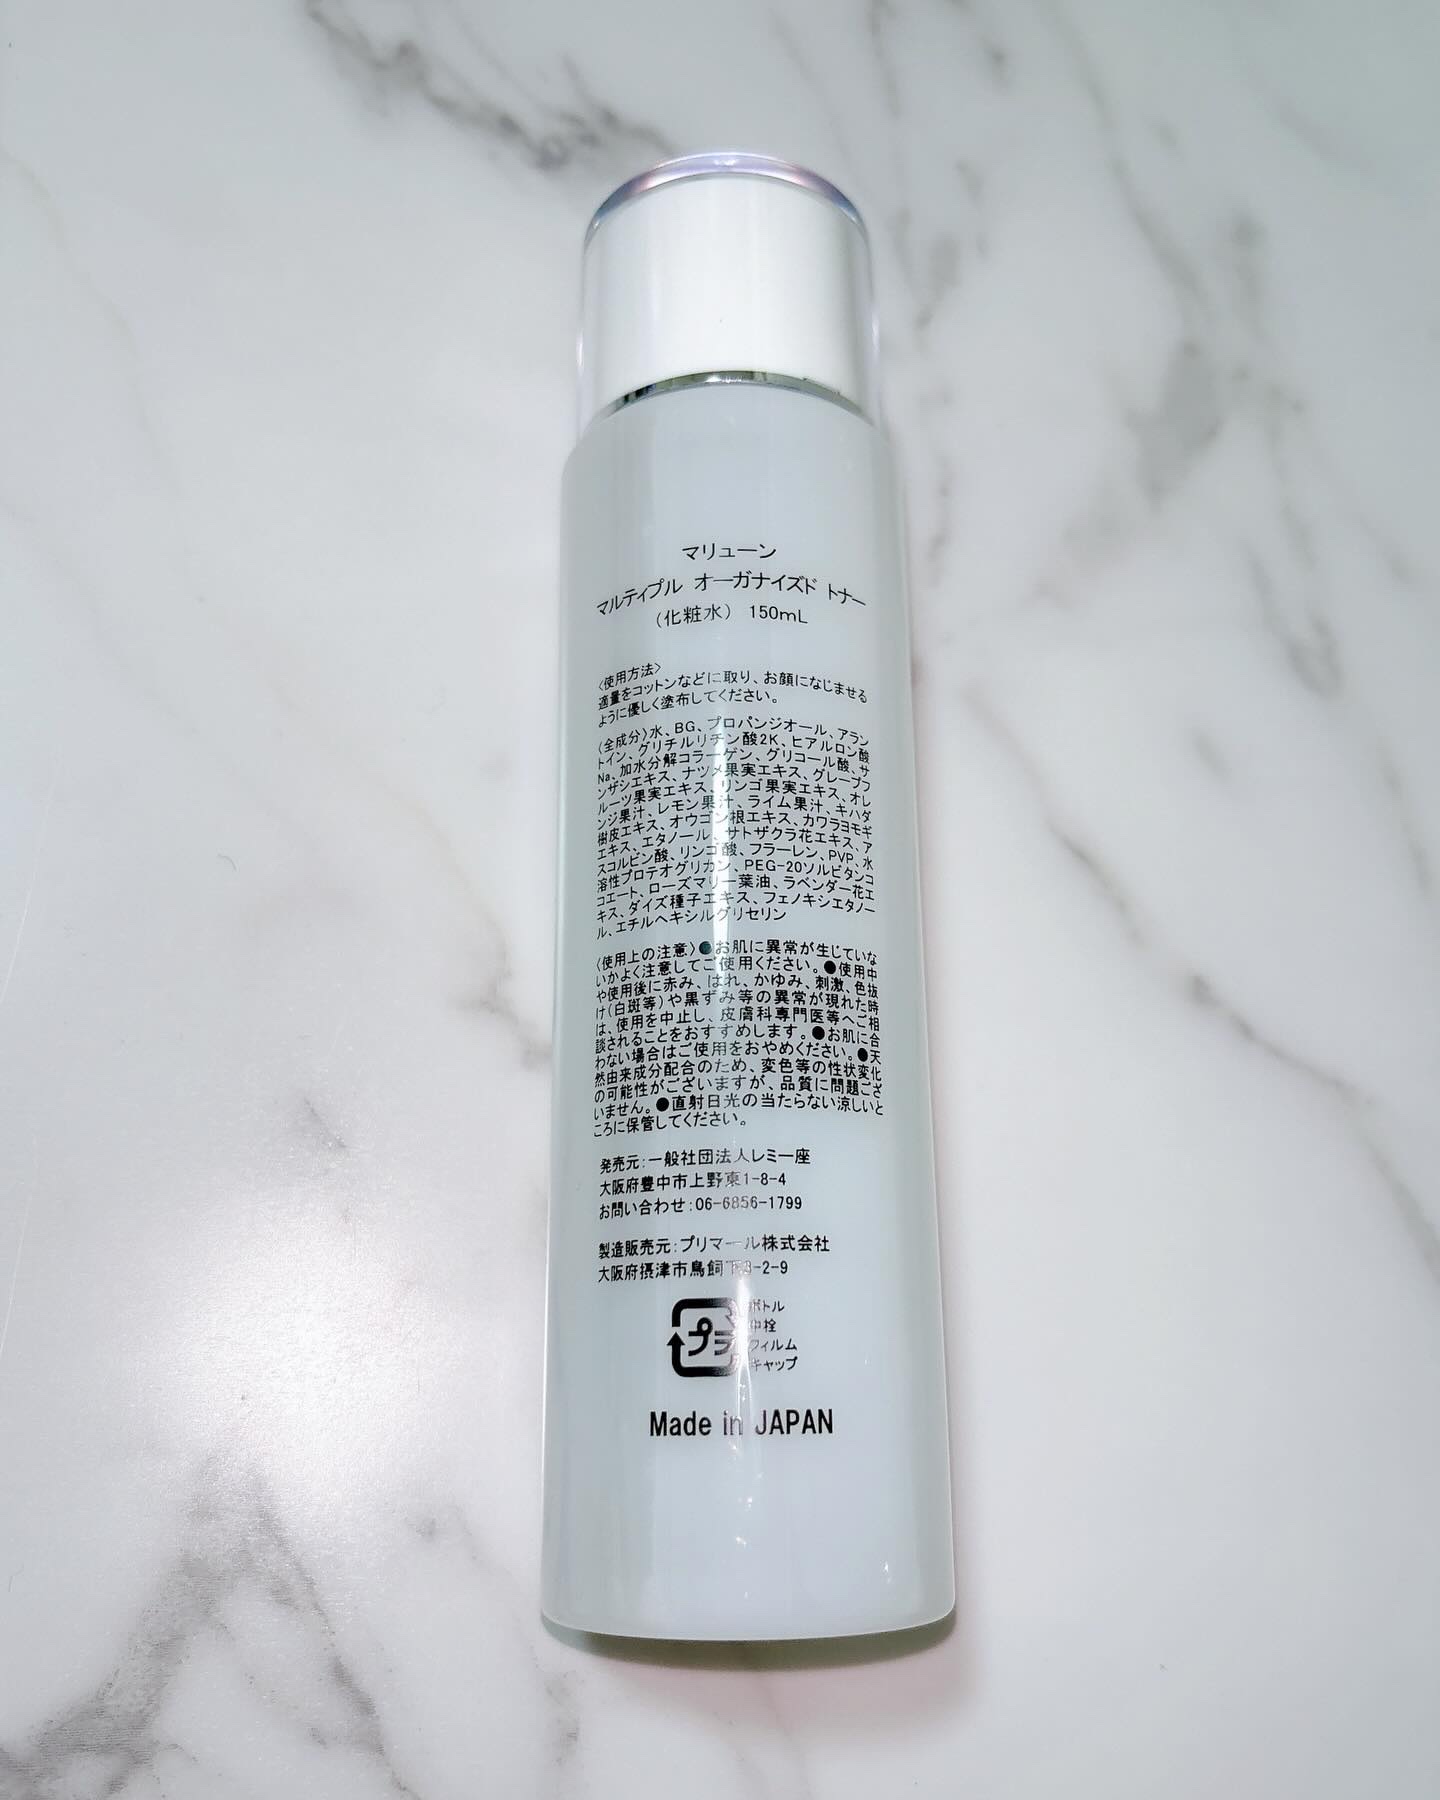 マリューン
マルティプル オーガナイズド トナー
（化粧水） 150mL
〈使用方法〉
適量をコットンなどに取り、お顔になじませる
ように優しく塗布してください。
〈全成分〉水、BG、プロパンジオール、アラン
トイン、グリチルリチン酸2K、ヒアルロン酸
Na、加水分解コラーゲン、グリコール酸、サ
ンザシエキス、ナツメ果実エキス、グレープフ
ルーツ果実エキス、リンゴ果実エキス、オレ
ンジ果汁、レモン果汁、ライム果汁、キハダ
樹皮エキス、オウゴン根エキス、カワラヨモギ
エキス、エタノール、サトザクラ花エキス、ア
スコルビン酸、リンゴ酸、フラーレン、PVP、水
溶性プロテオグリカン、PEG-20ソルビタンコ
コエート、ローズマリー葉油、ラベンダー花エ
キス、ダイズ種子エキス、フェノキシエタノー
ル、エチルヘキシルグリセリン
〈使用上の注意〉●お肌に異常が生じていな
いかよく注意してご使用ください。●使用中
や使用後に赤み、はれ、かゆみ、刺激、色抜
け(白斑等)や黒ずみ等の異常が現れた時
は、使用を中止し、皮膚科専門医等へご相
談されることをおすすめします。●お肌に合
わない場合はご使用をおやめください。●天
然由来成分配合のため、変色等の性状変化
の可能性がございますが、品質に問題ござ
いません。●直射日光の当たらない涼しいと
ころに保管してください。
発売元：一般社団法人レミー座
大阪府豊中市上野東1-8-4
お問い合わせ：06-6856-1799
製造販売元：プリマール株式会社
大阪府摂津市鳥飼下3-2-9
プラ
ボトル
中栓
フィルム
キャップ
Made in JAPAN